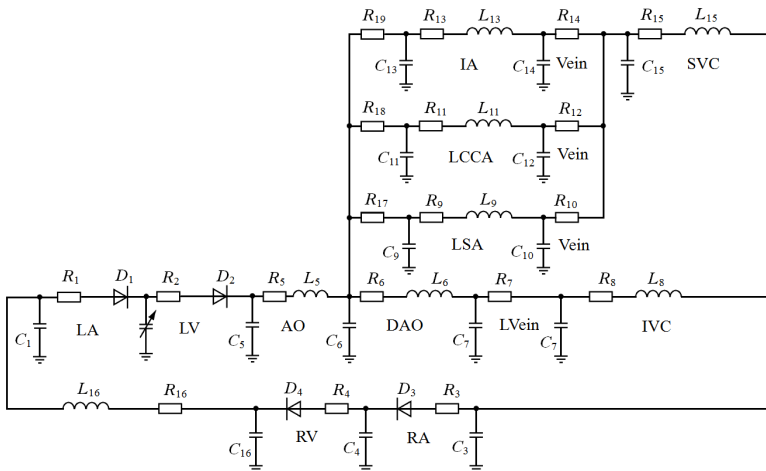 R19 R13 L13 R14 R15 L15
C13 IA C14 Vein C15 SVC
R18 R11 L11 R12
C11 LCCA C12 Vein
R17 R9 L9 R10
C9 LSA C10 Vein
R1 D1 R2 D2 R5 L5 R6 L6 R7 R8 L8
C1 LA LV C5 AO C6 DAO C7 LVein C7 IVC
L16 R16 D4 R4 D3 R3
C16 RV C4 RA C3